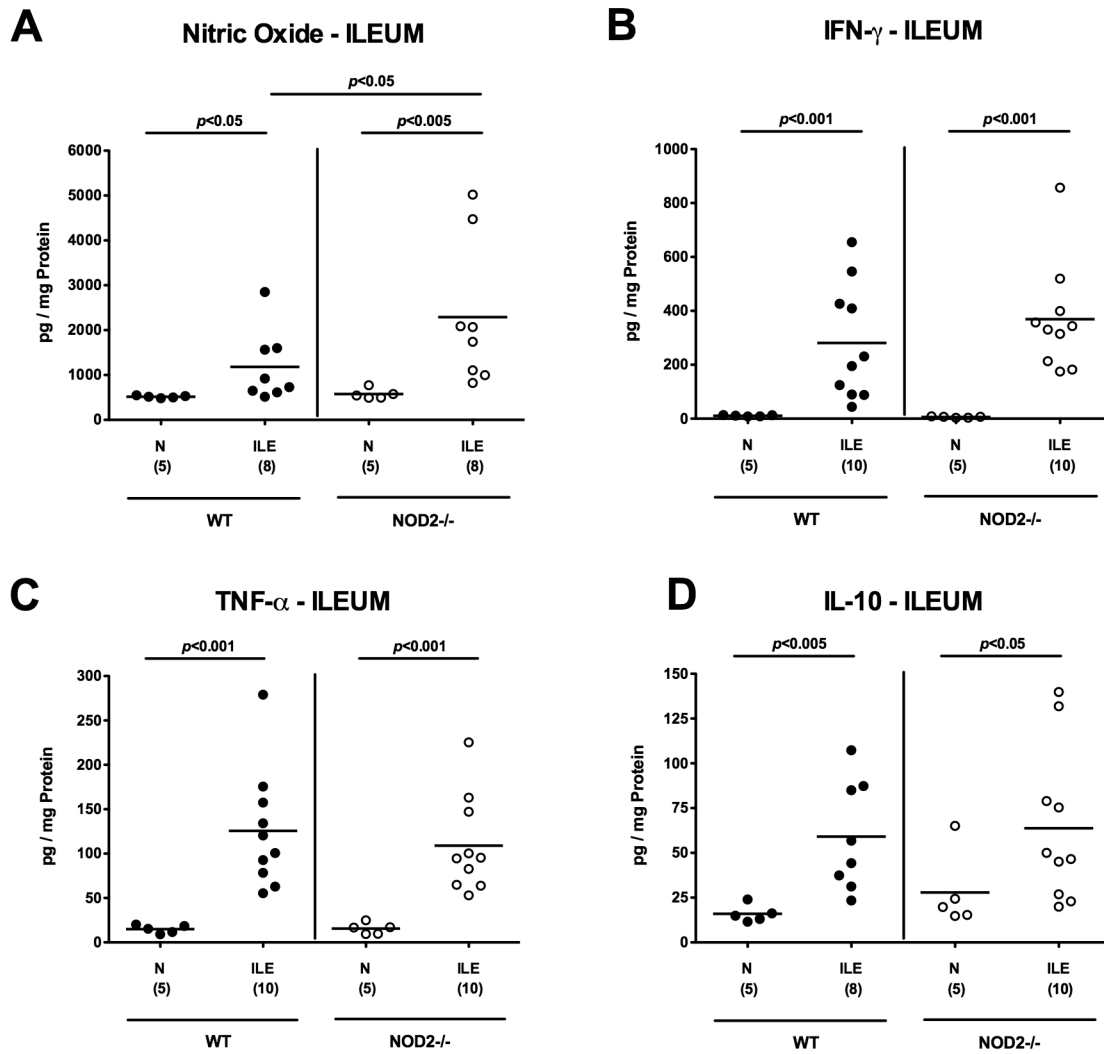 A
Nitric Oxide - ILEUM
p<0.05
p<0.05
p<0.005
6000
5000
4000
3000
2000
1000
0
pg / mg Protein
N
ILE
N
ILE
(5)
(8)
(5)
(8)
WT
NOD2-/-
B
IFN-γ - ILEUM
p<0.001
p<0.001
1000
800
600
400
200
0
pg / mg Protein
N
ILE
N
ILE
(5)
(10)
(5)
(10)
WT
NOD2-/-
C
TNF-α - ILEUM
p<0.001
p<0.001
300
250
200
150
100
50
0
pg / mg Protein
N
ILE
N
ILE
(5)
(10)
(5)
(10)
WT
NOD2-/-
D
IL-10 - ILEUM
p<0.005
p<0.05
150
125
100
75
50
25
0
pg / mg Protein
N
ILE
N
ILE
(5)
(8)
(5)
(10)
WT
NOD2-/-